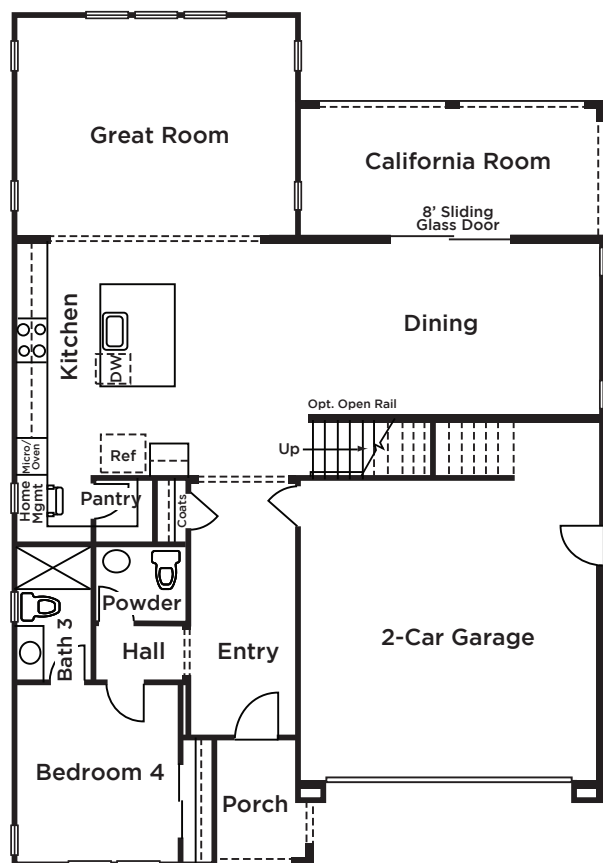 Great Room
California Room
8' Sliding
Glass Door
Kitchen
Dining
DW
Opt. Open Rail
Micro/
Oven
Ref
Up
Home
Mgmt
Pantry
Coats
Powder
2-Car Garage
Bath 3
Hall
Entry
Bedroom 4
Porch